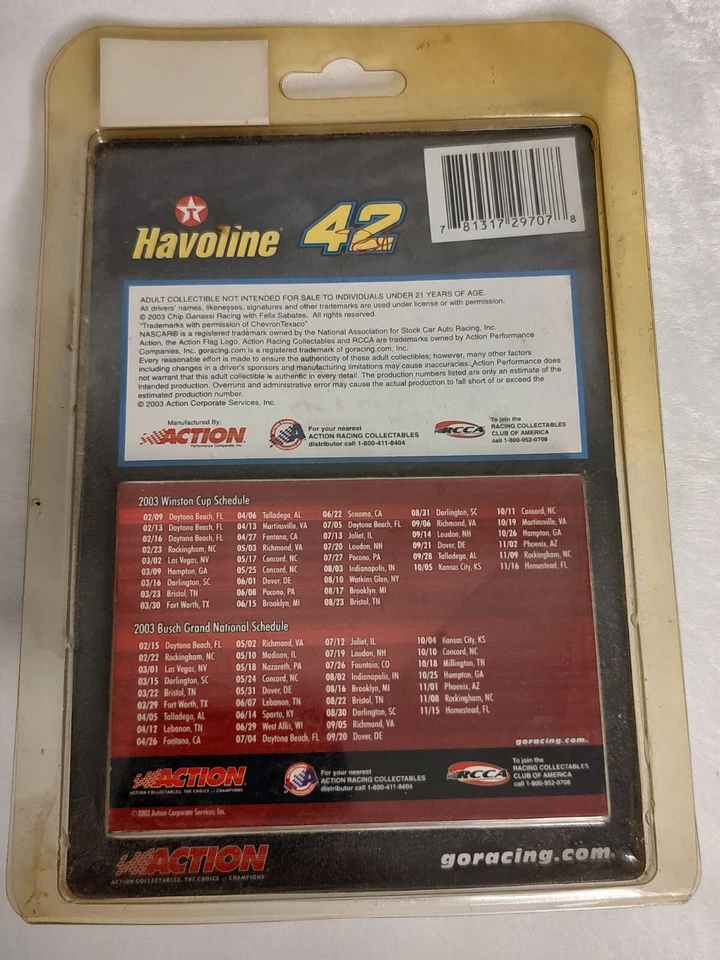 Havoline 42
7 81317 29707 8
ADULT COLLECTIBLE NOT INTENDED FOR SALE TO INDIVIDUALS UNDER 21 YEARS OF AGE.
All drivers' names, likenesses, signatures and other trademarks are used under license or with permission.
© 2003 Chip Ganassi Racing with Felix Sabates. All rights reserved.
"Trademarks with permission of ChevronTexaco"
NASCAR® is a registered trademark owned by the National Association for Stock Car Auto Racing, Inc.
Action, the Action Flag Logo, Action Racing Collectables and RCCA are trademarks owned by Action Performance
Companies, Inc. goracing.com is a registered trademark of goracing.com, Inc.
Every reasonable effort is made to ensure the authenticity of these adult collectibles; however, many other factors
including changes in a driver's sponsors and manufacturing limitations may cause inaccuracies. Action Performance does
not warrant that this adult collectible is authentic in every detail. The production numbers listed are only an estimate of the
intended production. Overruns and administrative error may cause the actual production to fall short of or exceed the
estimated production number.
© 2003 Action Corporate Services, Inc.
Manufactured By:
ACTION
Performance Companies, Inc.
For your nearest
ACTION RACING COLLECTABLES
distributor call 1-800-411-8404
RCCA
To join the
RACING COLLECTABLES
CLUB OF AMERICA
call 1-800-952-0708
2003 Winston Cup Schedule
02/09 Daytona Beach, FL
02/13 Daytona Beach, FL
02/16 Daytona Beach, FL
02/23 Rockingham, NC
03/02 Las Vegas, NV
03/09 Hampton, GA
03/16 Darlington, SC
03/23 Bristol, TN
03/30 Fort Worth, TX
04/06 Talladega, AL
04/13 Martinsville, VA
04/27 Fontana, CA
05/03 Richmond, VA
05/17 Concord, NC
05/25 Concord, NC
06/01 Dover, DE
06/08 Pocono, PA
06/15 Brooklyn, MI
06/22 Sonoma, CA
07/05 Daytona Beach, FL
07/13 Joliet, IL
07/20 Loudon, NH
07/27 Pocono, PA
08/03 Indianapolis, IN
08/10 Watkins Glen, NY
08/17 Brooklyn, MI
08/23 Bristol, TN
08/31 Darlington, SC
09/06 Richmond, VA
09/14 Loudon, NH
09/21 Dover, DE
09/28 Talladega, AL
10/05 Kansas City, KS
10/11 Concord, NC
10/19 Martinsville, VA
10/26 Hampton, GA
11/02 Phoenix, AZ
11/09 Rockingham, NC
11/16 Homestead, FL
2003 Busch Grand National Schedule
02/15 Daytona Beach, FL
02/22 Rockingham, NC
03/01 Las Vegas, NV
03/15 Darlington, SC
03/22 Bristol, TN
03/29 Fort Worth, TX
04/05 Talladega, AL
04/12 Lebanon, TN
04/26 Fontana, CA
05/02 Richmond, VA
05/10 Madison, IL
05/18 Nazareth, PA
05/24 Concord, NC
05/31 Dover, DE
06/07 Lebanon, TN
06/14 Sparta, KY
06/29 West Allis, WI
07/04 Daytona Beach, FL
07/12 Joliet, IL
07/19 Loudon, NH
07/26 Fountain, CO
08/02 Indianapolis, IN
08/16 Brooklyn, MI
08/22 Bristol, TN
08/30 Darlington, SC
09/05 Richmond, VA
09/20 Dover, DE
10/04 Kansas City, KS
10/10 Concord, NC
10/18 Millington, TN
10/25 Hampton, GA
11/01 Phoenix, AZ
11/08 Rockingham, NC
11/15 Homestead, FL
goracing.com
ACTION
ACTION COLLECTABLES. THE CHOICE of CHAMPIONS
For your nearest
ACTION RACING COLLECTABLES
distributor call 1-800-411-8404
RCCA
To join the
RACING COLLECTABLES
CLUB OF AMERICA
call 1-800-952-0708
©2003 Action Corporate Services, Inc.
ACTION
ACTION COLLECTABLES. THE CHOICE of CHAMPIONS
goracing.com